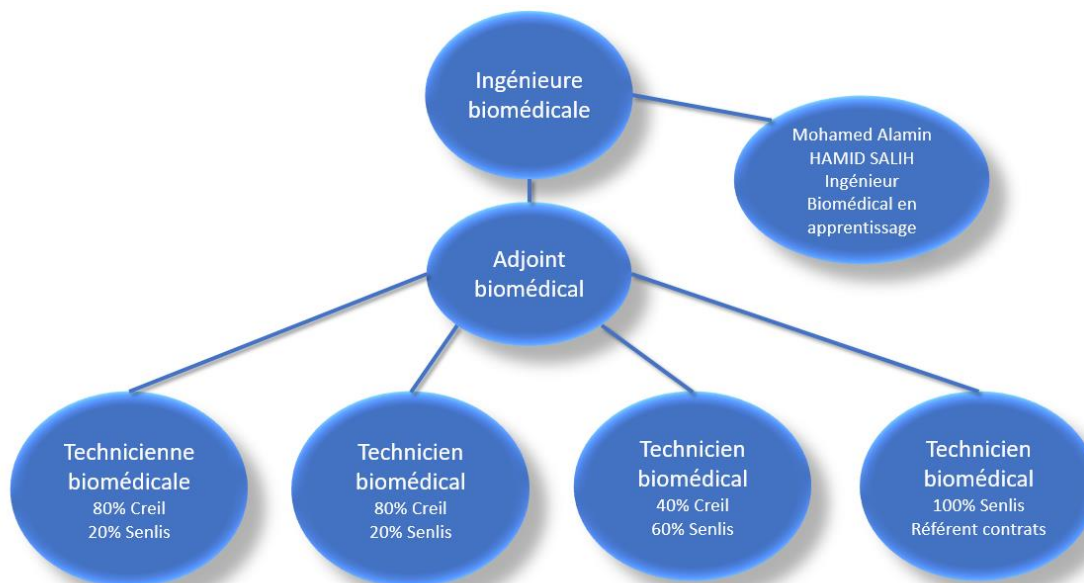 Ingénieure
biomédicale
Mohamed Alamin
HAMID SALIH
Ingénieur
Biomédical en
apprentissage
Adjoint
biomédical
Technicienne
biomédicale
80% Creil
20% Senlis
Technicien
biomédical
80% Creil
20% Senlis
Technicien
biomédical
40% Creil
60% Senlis
Technicien
biomédical
100% Senlis
Référent contrats